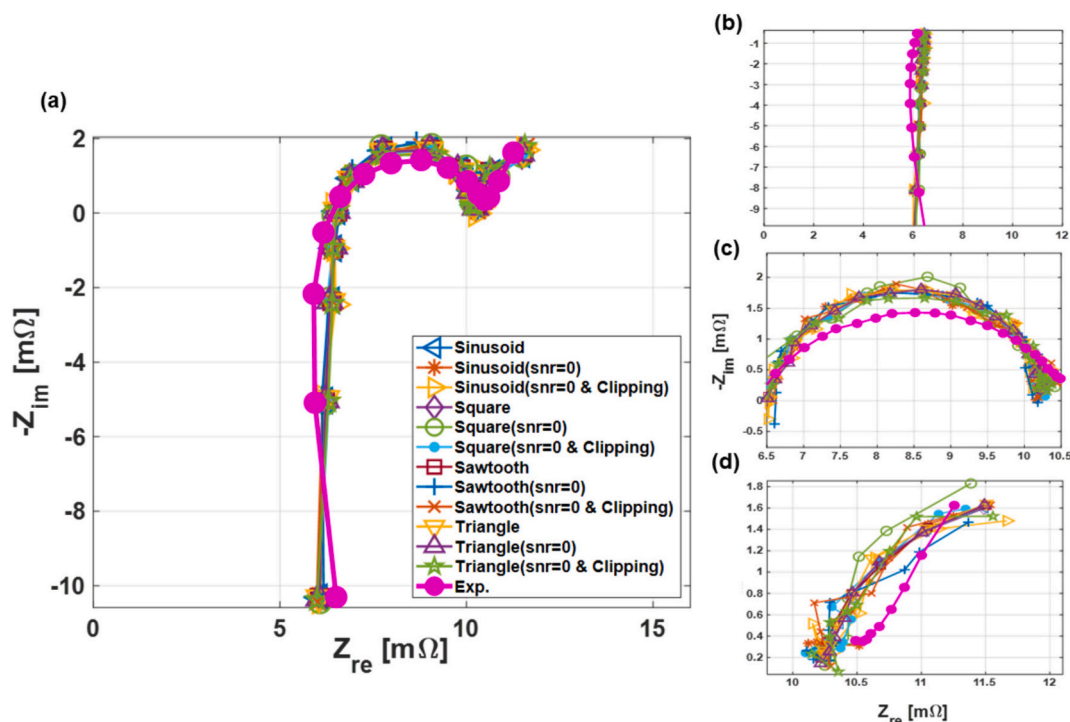 (a)
2
0
-2
-4
-6
-8
-10
-Z_im [mΩ]
0 5 10 15
Z_re [mΩ]
Sinusoid
Sinusoid(snr=0)
Sinusoid(snr=0 & Clipping)
Square
Square(snr=0)
Square(snr=0 & Clipping)
Sawtooth
Sawtooth(snr=0)
Sawtooth(snr=0 & Clipping)
Triangle
Triangle(snr=0)
Triangle(snr=0 & Clipping)
Exp.
(b)
-1
-2
-3
-4
-5
-6
-7
-8
-9
0 2 4 6 8 10 12
(c)
2
1.5
1
0.5
0
-0.5
-Z_im [mΩ]
6.5 7 7.5 8 8.5 9 9.5 10 10.5
(d)
1.8
1.6
1.4
1.2
1
0.8
0.6
0.4
0.2
10 10.5 11 11.5 12
Z_re [mΩ]